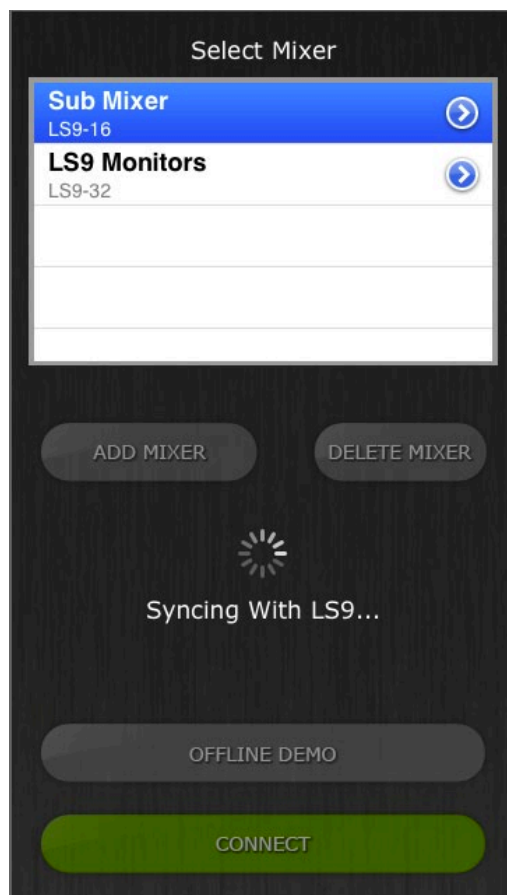 Select Mixer
Sub Mixer
LS9-16
LS9 Monitors
LS9-32
ADD MIXER
DELETE MIXER
Syncing With LS9...
OFFLINE DEMO
CONNECT